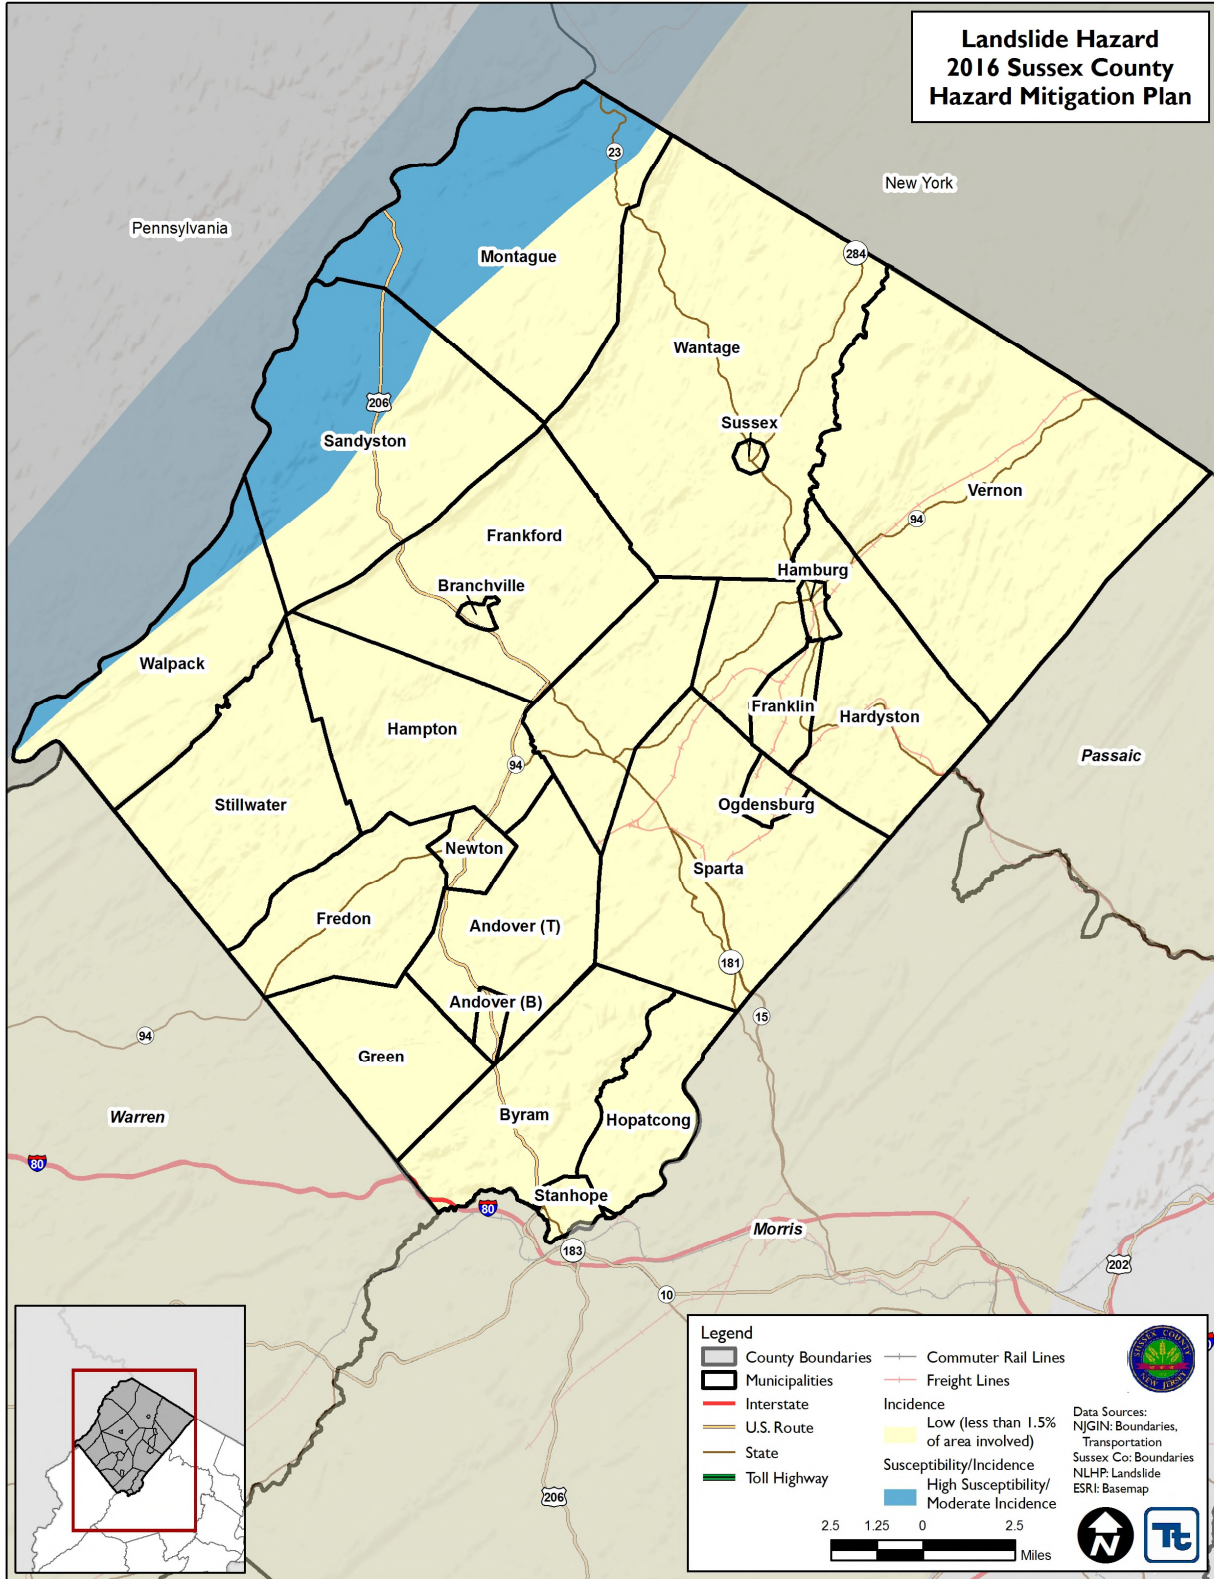 Landslide Hazard
2016 Sussex County
Hazard Mitigation Plan
New York
Pennsylvania
23
284
Montague
Wantage
206
Sussex
Sandyston
Vernon
94
Frankford
Hamburg
Branchville
Walpack
Franklin
Hardyston
Hampton
Passaic
94
Stillwater
Ogdensburg
Newton
Sparta
Fredon
Andover (T)
181
Andover (B)
15
94
Green
Warren
Byram
Hopatcong
80
Stanhope
80
Morris
183
202
10
206
Legend
County Boundaries
Municipalities
Interstate
U.S. Route
State
Toll Highway
Commuter Rail Lines
Freight Lines
Incidence
Low (less than 1.5%
of area involved)
Susceptibility/Incidence
High Susceptibility/
Moderate Incidence
SUSSEX COUNTY
NEW JERSEY
Data Sources:
NJGIN: Boundaries,
Transportation
Sussex Co: Boundaries
NLHP: Landslide
ESRI: Basemap
2.5 1.25 0 2.5
Miles
N
Tt